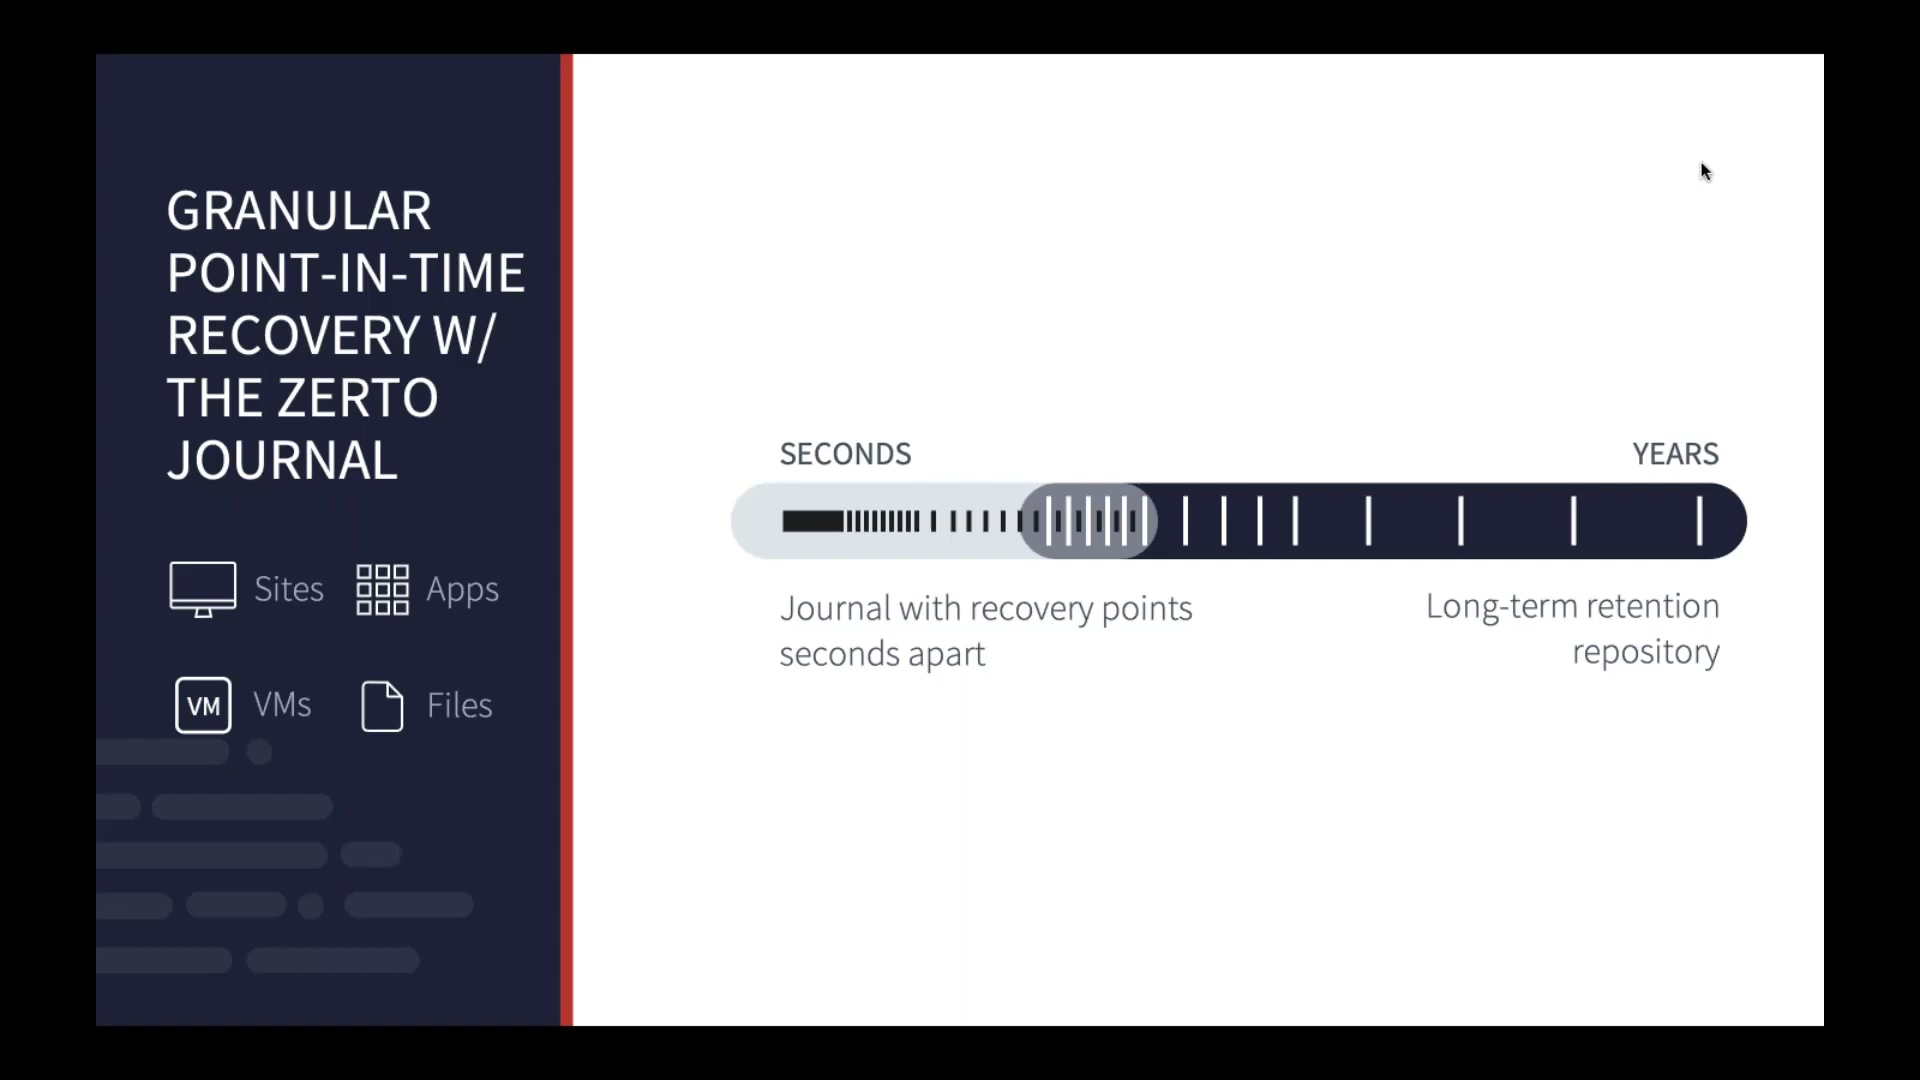 GRANULAR
POINT-IN-TIME
RECOVERY W/
THE ZERTO
JOURNAL
Sites
Apps
VM
VMs
Files
SECONDS
YEARS
Journal with recovery points
seconds apart
Long-term retention
repository